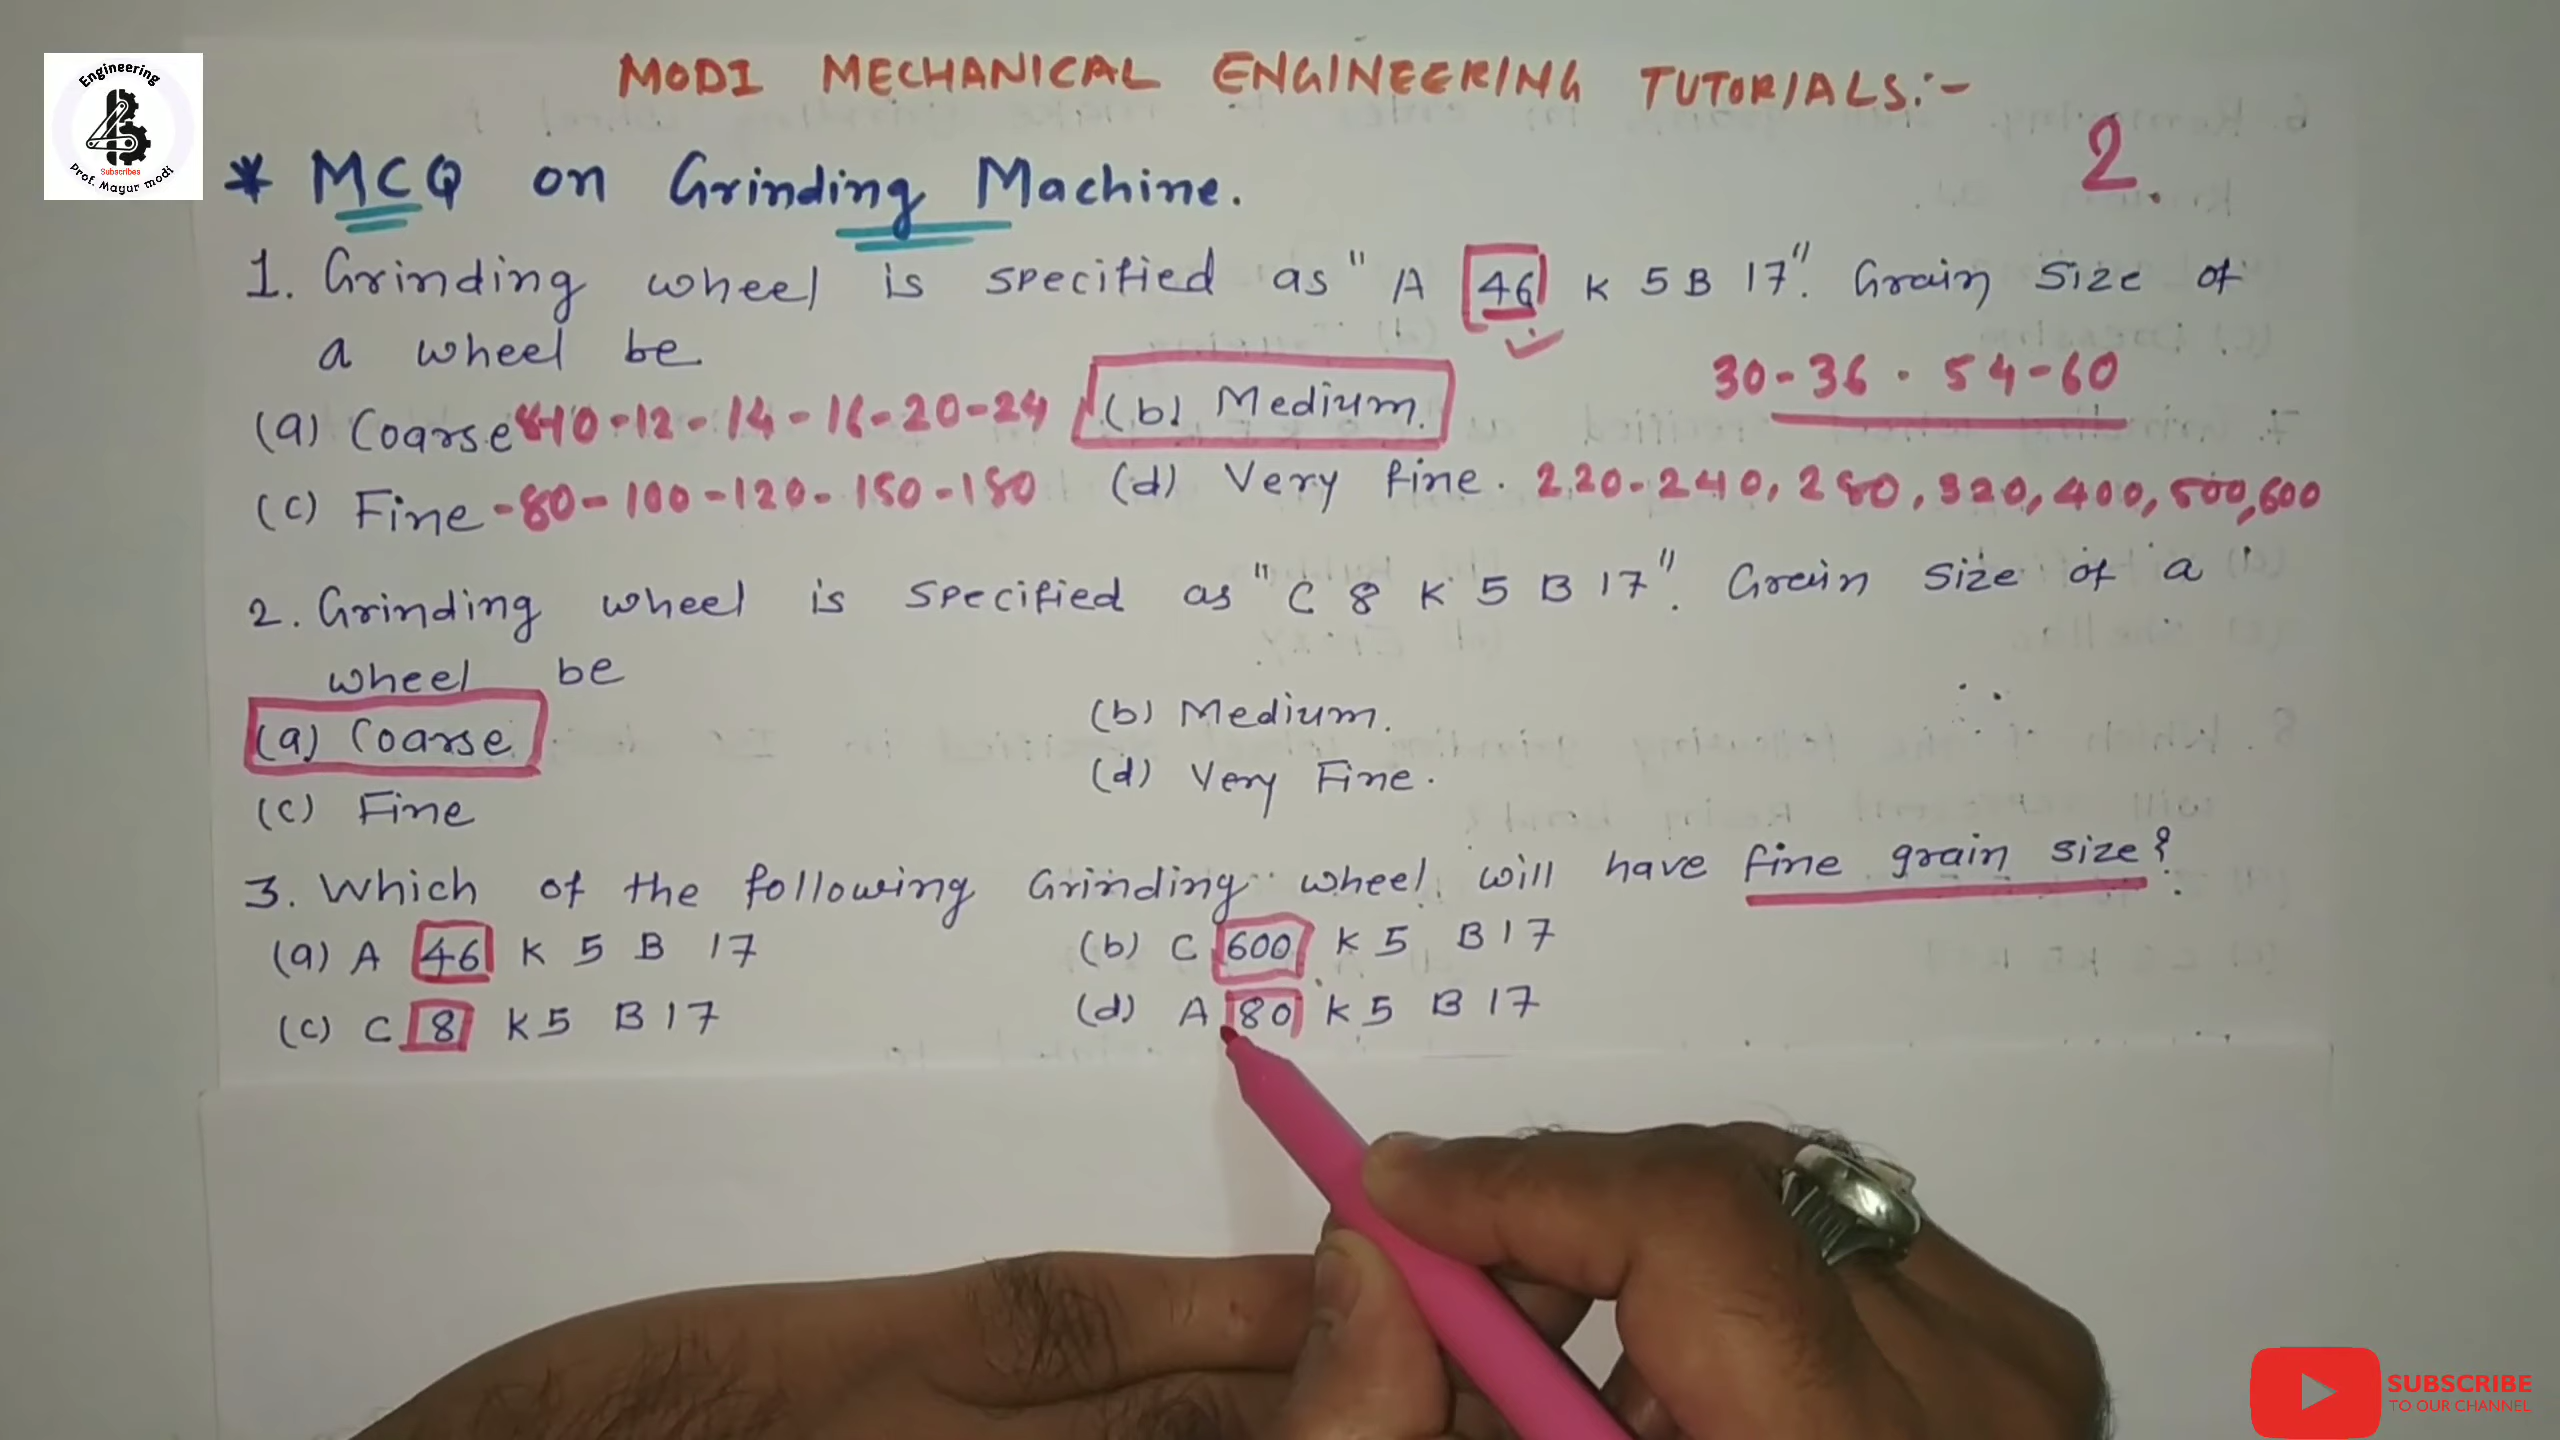 Engineering
Subscribes
Prof. Mayur modi
MODI MECHANICAL ENGINEERING TUTORIALS:-
2.
* MCQ on Grinding Machine.
1. Grinding wheel is specified as "A 46 K 5 B 17". Grain size of
a wheel be
30-36 - 54-60
(a) Coarse 8-10-12-14-16-20-24 (b) Medium.
(c) Fine -80-100-120-150-180 (d) Very fine. 220-240, 280, 320, 400, 500, 600
2. Grinding wheel is specified as "C 8 K 5 B 17". Grain size of a
wheel be
(a) Coarse (b) Medium.
(c) Fine (d) Very Fine.
3. Which of the following Grinding wheel will have fine grain size?
(a) A 46 K 5 B 17 (b) C 600 K 5 B 17
(c) C 8 K 5 B 17 (d) A 80 K 5 B 17
SUBSCRIBE
TO OUR CHANNEL